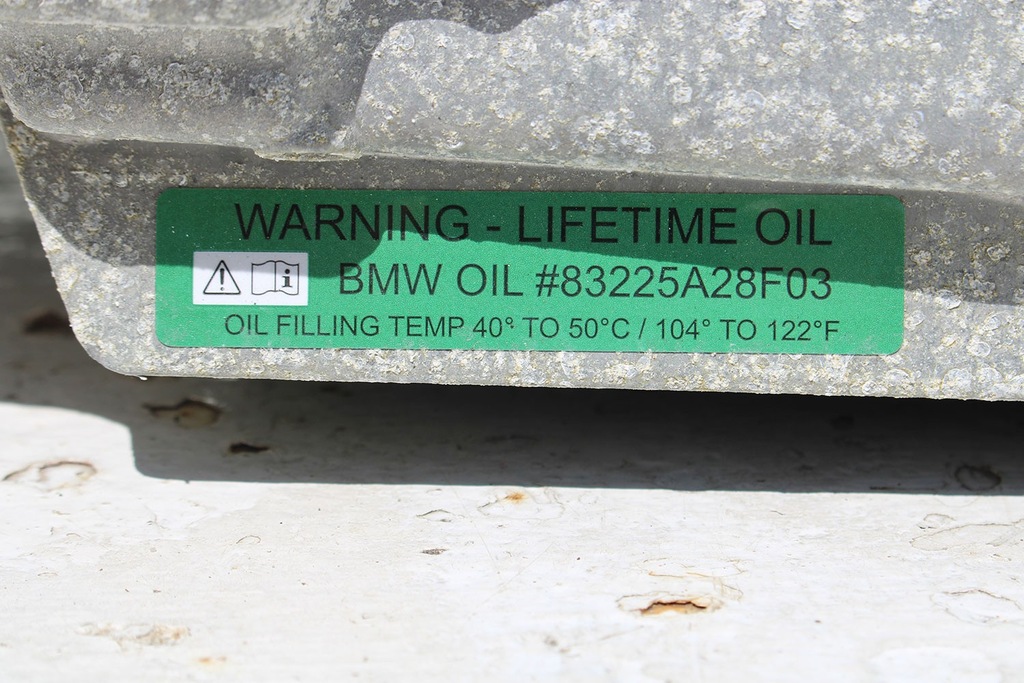 WARNING - LIFETIME OIL
BMW OIL #83225A28F03
OIL FILLING TEMP 40° TO 50°C / 104° TO 122°F